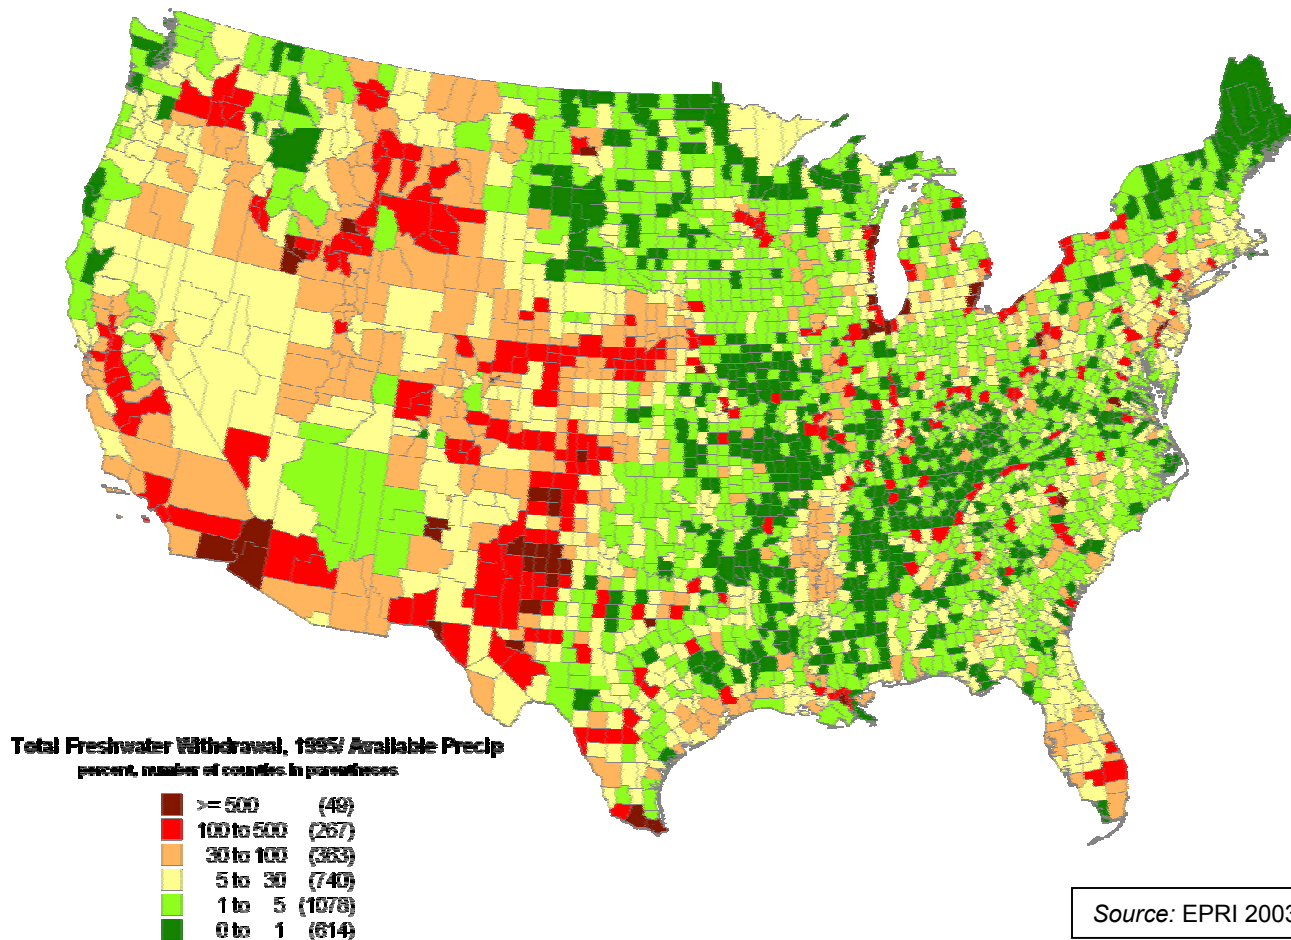 Total Freshwater Withdrawal, 1995/ Available Precip
percent, number of counties in parentheses
>= 500 (49)
100 to 500 (267)
30 to 100 (363)
5 to 30 (740)
1 to 5 (1078)
0 to 1 (614)
Source: EPRI 2003